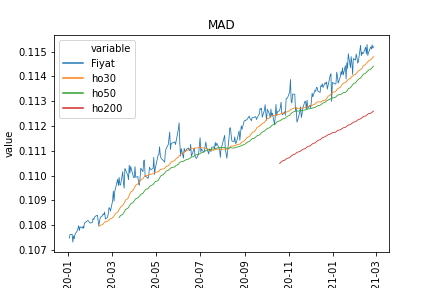 MAD
variable
Fiyat
ho30
ho50
ho200
value
0.115
0.114
0.113
0.112
0.111
0.110
0.109
0.108
0.107
20-01
20-03
20-05
20-07
20-09
20-11
21-01
21-03